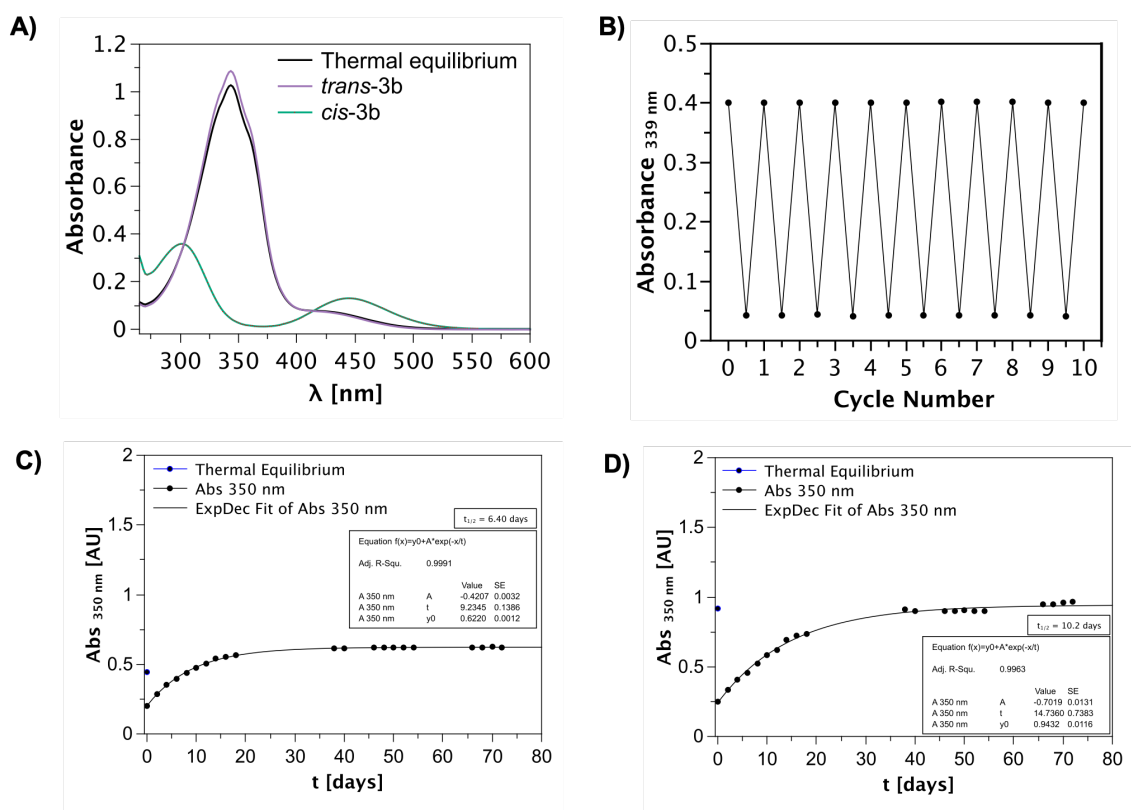 A)
1.2
1
0.8
0.6
0.4
0.2
0
Absorbance
Thermal equilibrium
trans-3b
cis-3b
300 350 400 450 500 550 600
λ [nm]
B)
0.5
0.4
0.3
0.2
0.1
0
Absorbance 339 nm
0 1 2 3 4 5 6 7 8 9 10
Cycle Number
C)
2
1.5
1
0.5
0
Abs 350 nm [AU]
Thermal Equilibrium
Abs 350 nm
ExpDec Fit of Abs 350 nm
t1/2 = 6.40 days
Equation f(x)=y0+A*exp(-x/t)
Adj. R-Squ. 0.9991
Value SE
A 350 nm A -0.4207 0.0032
A 350 nm t 9.2345 0.1386
A 350 nm y0 0.6220 0.0012
0 10 20 30 40 50 60 70 80
t [days]
D)
2
1.5
1
0.5
0
Abs 350 nm [AU]
Thermal Equilibrium
Abs 350 nm
ExpDec Fit of Abs 350 nm
t1/2 = 10.2 days
Equation f(x)=y0+A*exp(-x/t)
Adj. R-Squ. 0.9963
Value SE
A 350 nm A -0.7019 0.0131
A 350 nm t 14.7360 0.7383
A 350 nm y0 0.9432 0.0116
0 10 20 30 40 50 60 70 80
t [days]